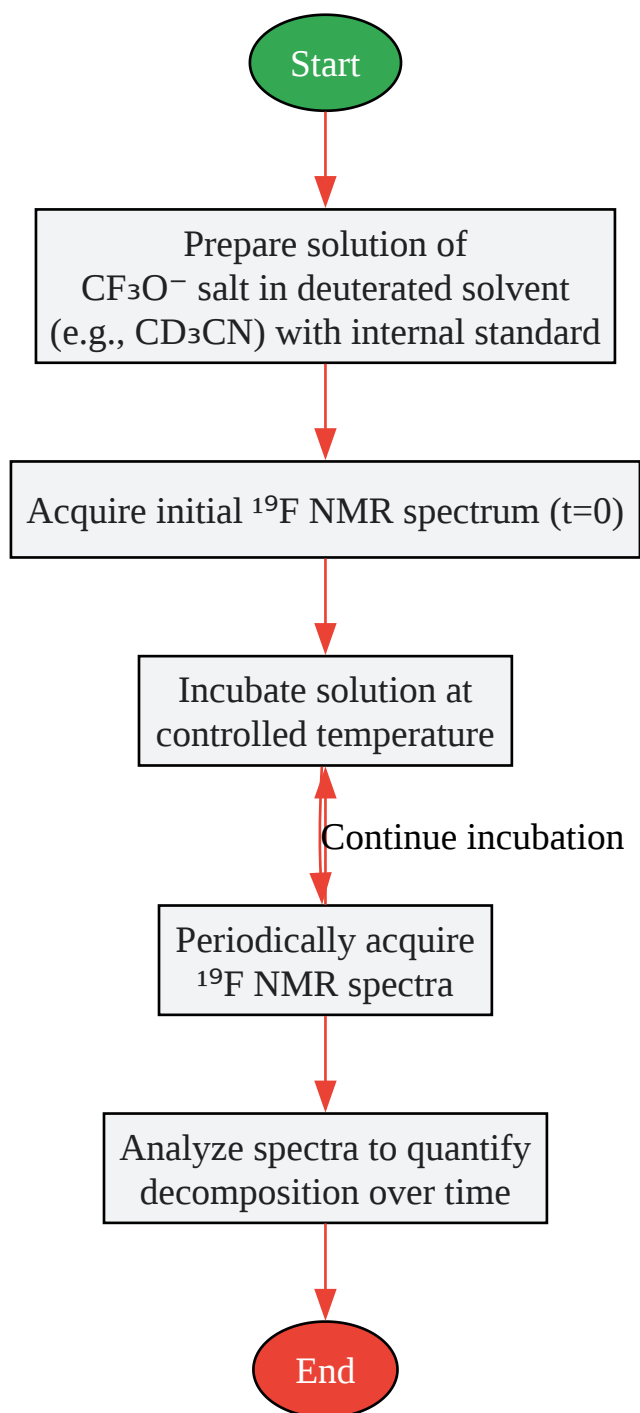 Start
Prepare solution of
CF₃O⁻ salt in deuterated solvent
(e.g., CD₃CN) with internal standard
Acquire initial ¹⁹F NMR spectrum (t=0)
Incubate solution at
controlled temperature
Continue incubation
Periodically acquire
¹⁹F NMR spectra
Analyze spectra to quantify
decomposition over time
End